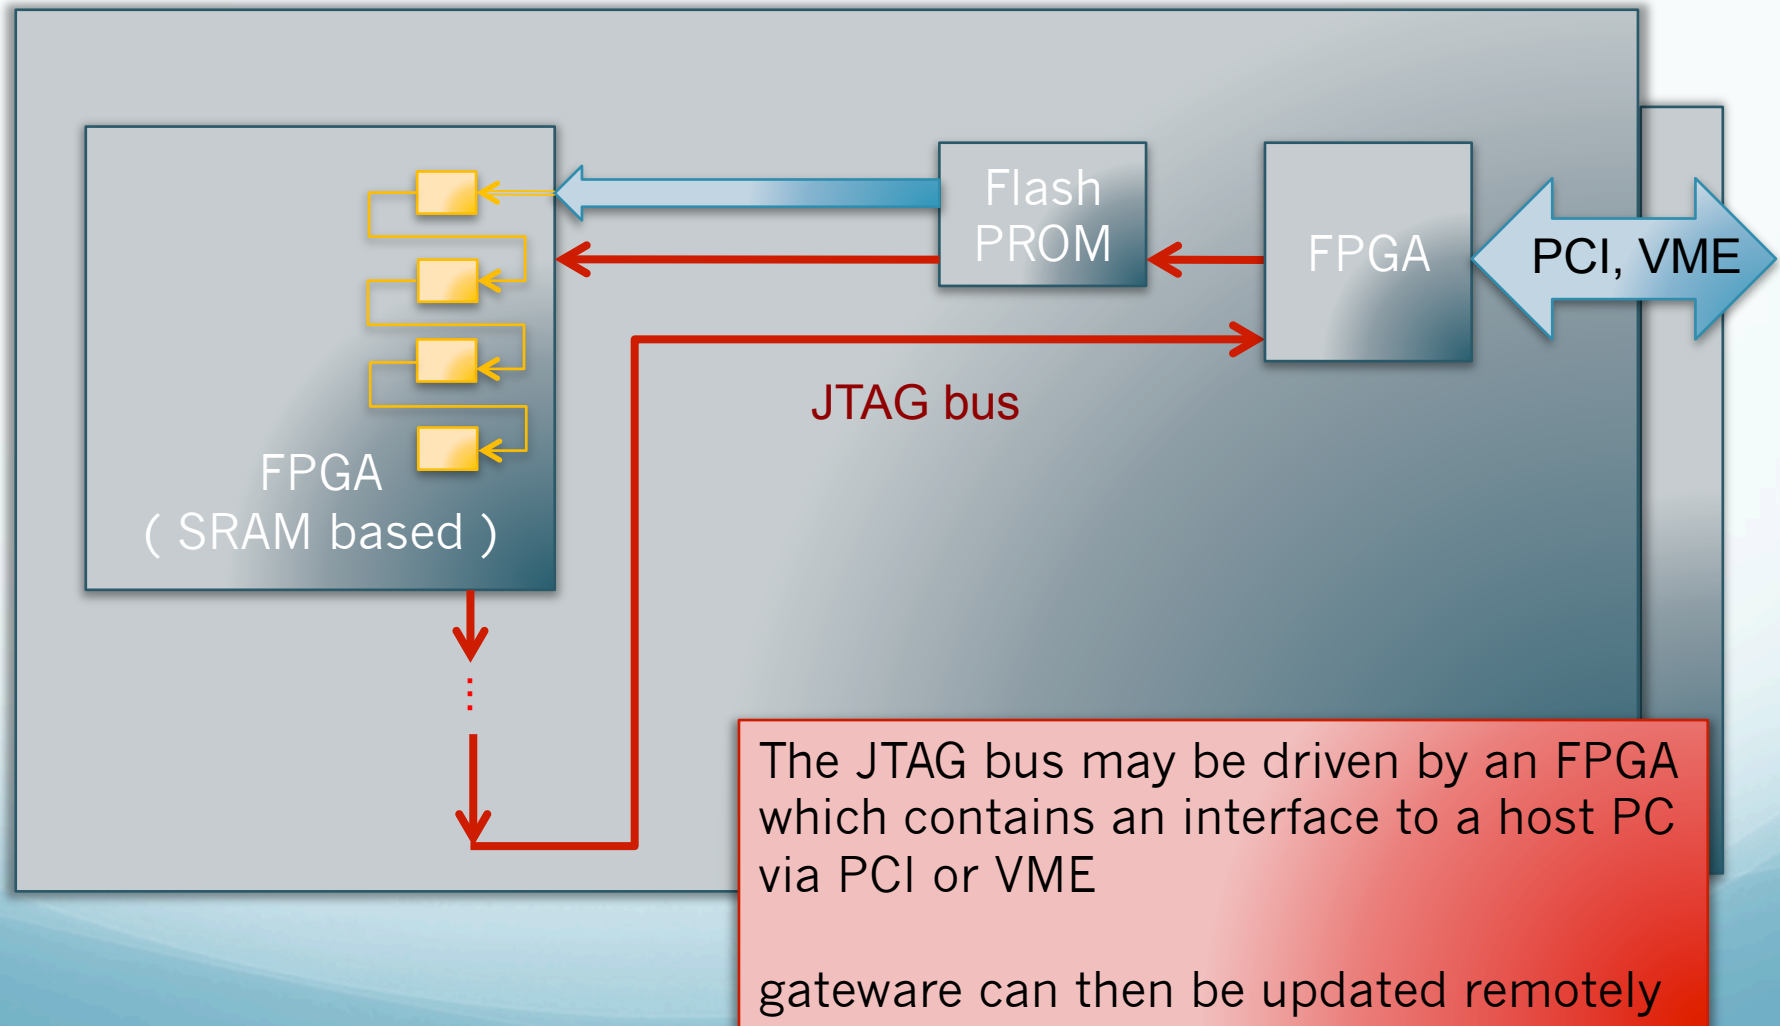 Flash
PROM
FPGA
PCI, VME
JTAG bus
FPGA
( SRAM based )
The JTAG bus may be driven by an FPGA
which contains an interface to a host PC
via PCI or VME
gateware can then be updated remotely